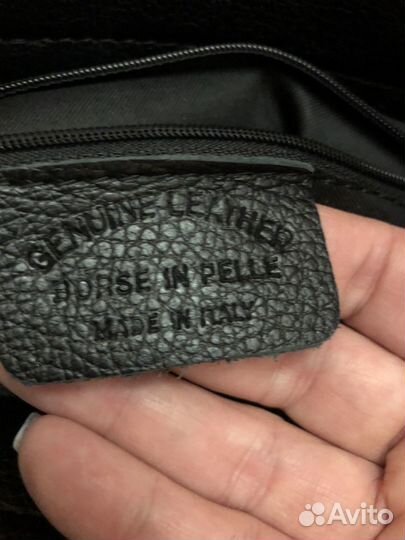 GENUINE LEATHER
BORSE IN PELLE
MADE IN ITALY
Avito